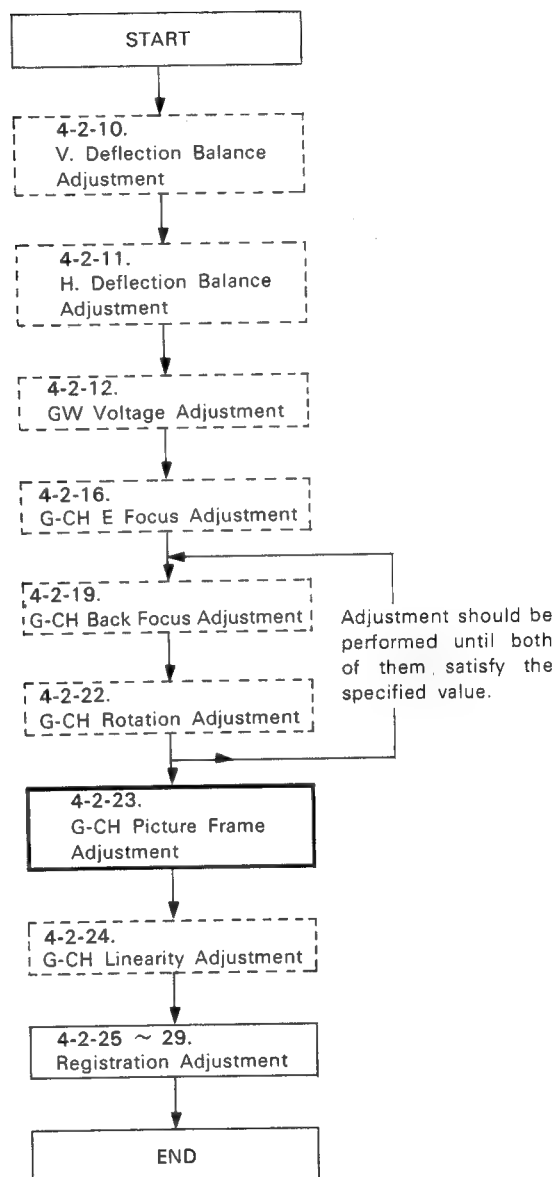 START
4-2-10.
V. Deflection Balance
Adjustment
4-2-11.
H. Deflection Balance
Adjustment
4-2-12.
GW Voltage Adjustment
4-2-16.
G-CH E Focus Adjustment
4-2-19.
G-CH Back Focus Adjustment
4-2-22.
G-CH Rotation Adjustment
Adjustment should be
performed until both
of them satisfy the
specified value.
4-2-23.
G-CH Picture Frame
Adjustment
4-2-24.
G-CH Linearity Adjustment
4-2-25 ~ 29.
Registration Adjustment
END